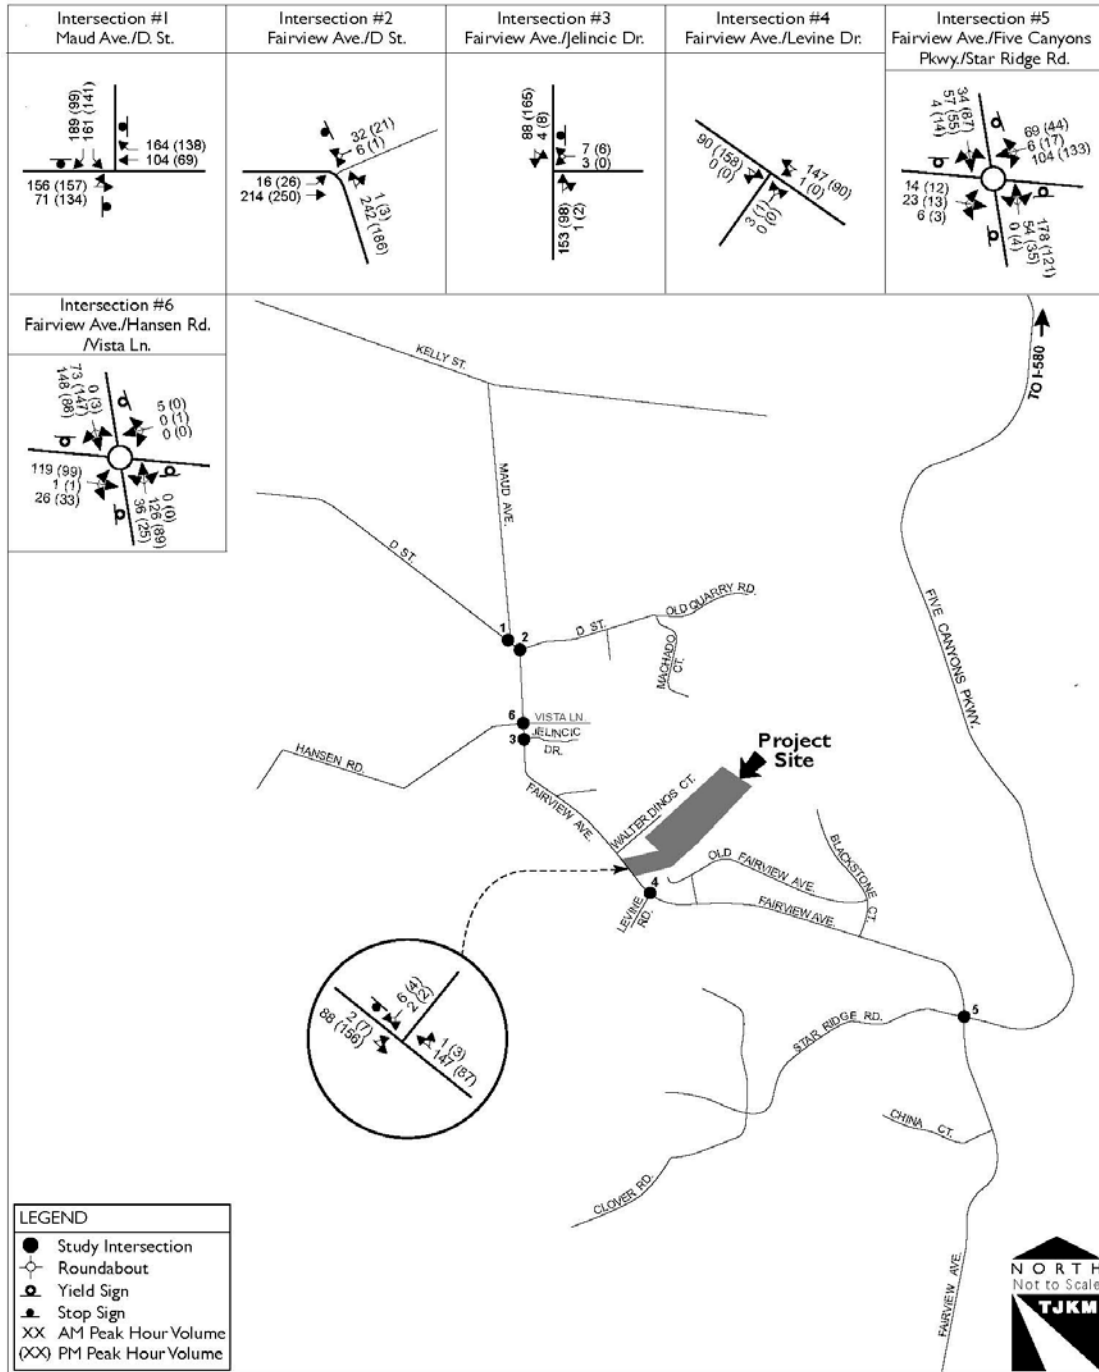 Intersection #1
Maud Ave./D. St.
189 (99)
161 (141)
164 (138)
104 (69)
156 (157)
71 (134)
Intersection #2
Fairview Ave./D St.
32 (21)
6 (1)
16 (26)
214 (250)
1 (3)
242 (186)
Intersection #3
Fairview Ave./Jelincic Dr.
88 (165)
4 (8)
7 (6)
3 (0)
153 (98)
1 (2)
Intersection #4
Fairview Ave./Levine Dr.
90 (158)
0 (0)
147 (90)
1 (0)
3 (1)
0 (0)
Intersection #5
Fairview Ave./Five Canyons
Pkwy./Star Ridge Rd.
34 (87)
57 (55)
4 (14)
69 (44)
6 (17)
104 (133)
14 (12)
23 (13)
6 (3)
178 (121)
54 (35)
0 (4)
Intersection #6
Fairview Ave./Hansen Rd.
/Vista Ln.
0 (3)
73 (147)
148 (88)
5 (0)
0 (1)
0 (0)
119 (99)
1 (1)
26 (33)
0 (0)
126 (89)
36 (25)
KELLY ST.
TO I-580
MAUD AVE.
D ST.
OLD QUARRY RD.
D ST.
MACHADO
CT.
FIVE CANYONS PKWY.
1
2
6
VISTA LN.
3
JELINCIC
DR.
HANSEN RD.
FAIRVIEW AVE.
Project
Site
WALTER DINOS CT.
OLD FAIRVIEW AVE.
BLACKSTONE CT.
4
LEVINE
RD.
FAIRVIEW AVE.
6 (4)
2 (2)
2 (7)
88 (156)
1 (3)
147 (87)
5
STAR RIDGE RD.
CHINA CT.
CLOVER RD.
FAIRVIEW AVE.
LEGEND
Study Intersection
Roundabout
Yield Sign
Stop Sign
XX AM Peak Hour Volume
(XX) PM Peak Hour Volume
NORTH
Not to Scale
TJKM